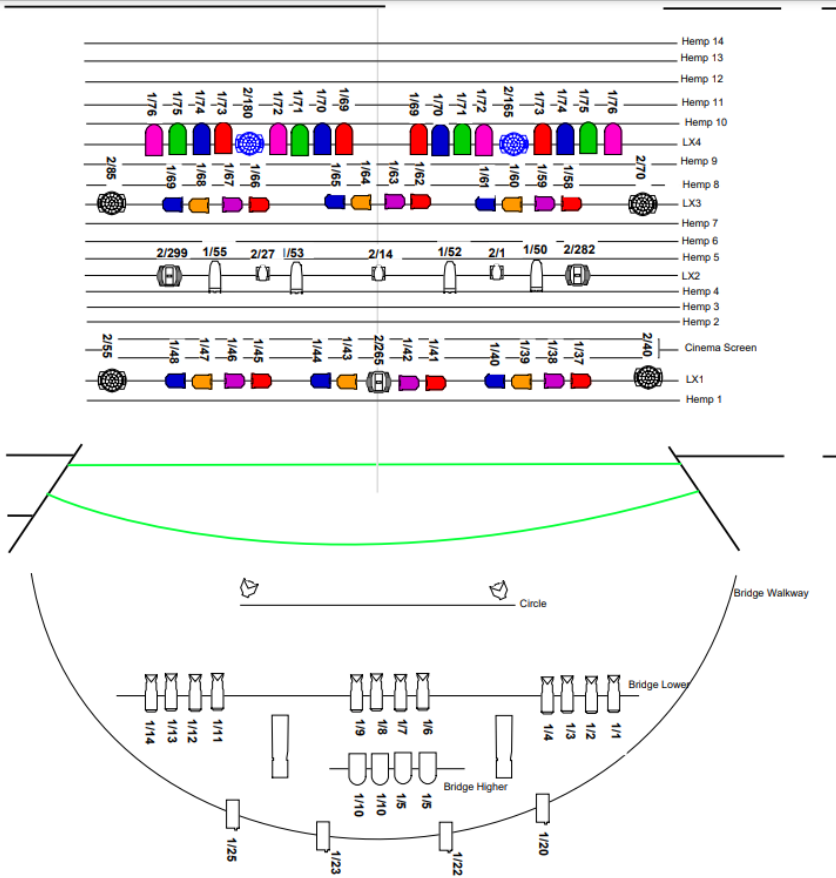 Hemp 14
Hemp 13
Hemp 12
1/76 1/75 1/74 1/73 2/180 1/72 1/71 1/70 1/69 1/69 1/70 1/71 1/72 2/165 1/73 1/74 1/75 1/76 Hemp 11
Hemp 10
LX4
Hemp 9
2/85 1/69 1/68 1/67 1/66 1/65 1/64 1/63 1/62 1/61 1/60 1/59 1/58 2/70 Hemp 8
LX3
Hemp 7
Hemp 6
2/299 1/55 2/27 1/53 2/14 1/52 2/1 1/50 2/282 Hemp 5
LX2
Hemp 4
Hemp 3
Hemp 2
2/55 1/48 1/47 1/46 1/45 1/44 1/43 2/265 1/42 1/41 1/40 1/39 1/38 1/37 2/40 Cinema Screen
LX1
Hemp 1
Bridge Walkway
Circle
Bridge Lower
1/14 1/13 1/12 1/11 1/9 1/8 1/7 1/6 1/4 1/3 1/2 1/1
Bridge Higher
1/10 1/10 1/5 1/5
1/25 1/23 1/22 1/20